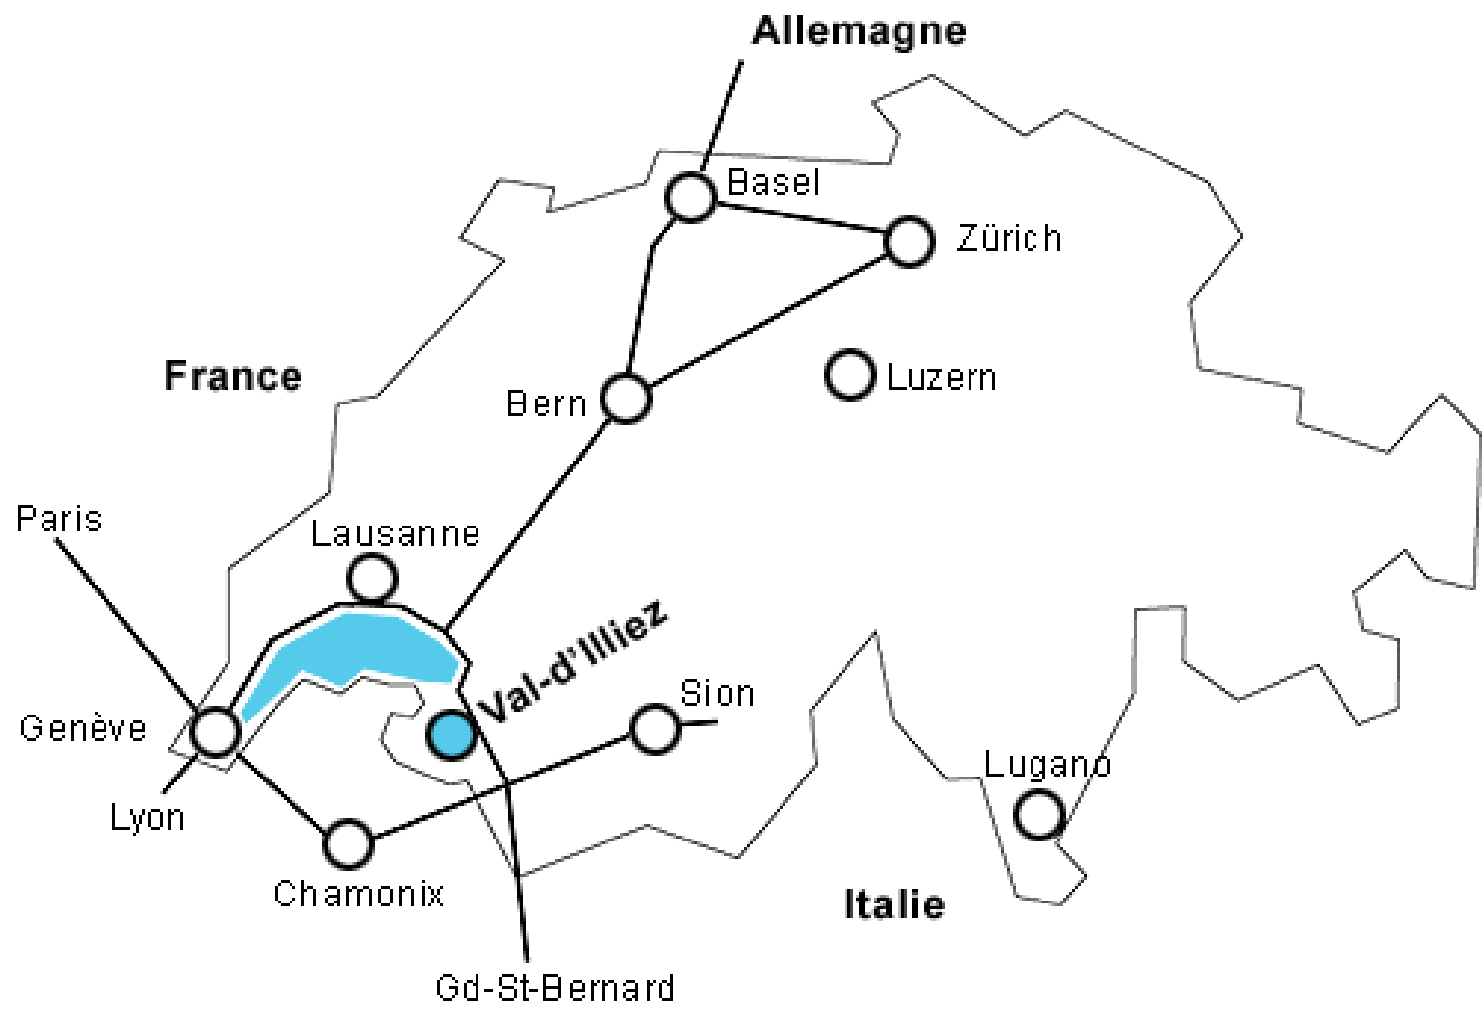 Allemagne
Basel
Zürich
France
Luzern
Bern
Paris
Lausanne
Val-d'Illiez
Sion
Genève
Lugano
Lyon
Chamonix
Italie
Gd-St-Bernard